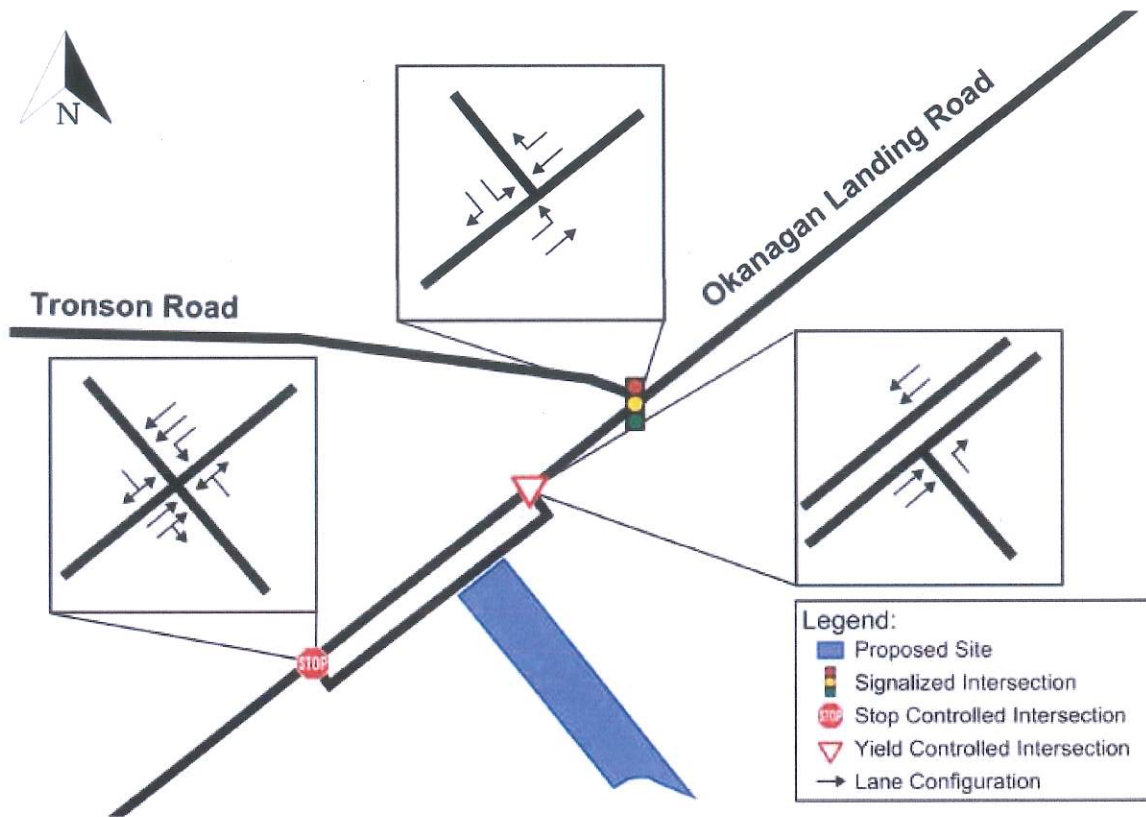 N
Okanagan Landing Road
Tronson Road
STOP
Legend:
Proposed Site
Signalized Intersection
STOP
Stop Controlled Intersection
Yield Controlled Intersection
Lane Configuration